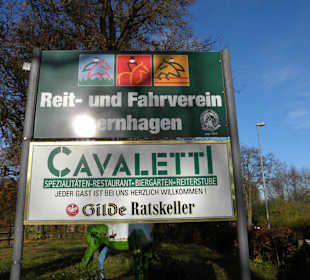 Reit- und Fahrverein
ernhagen
CAVALETTI
SPEZIALITÄTEN-RESTAURANT•BIERGARTEN•REITERSTUBE
JEDER GAST IST BEI UNS HERZLICH WILLKOMMEN !
Gilde Ratskeller